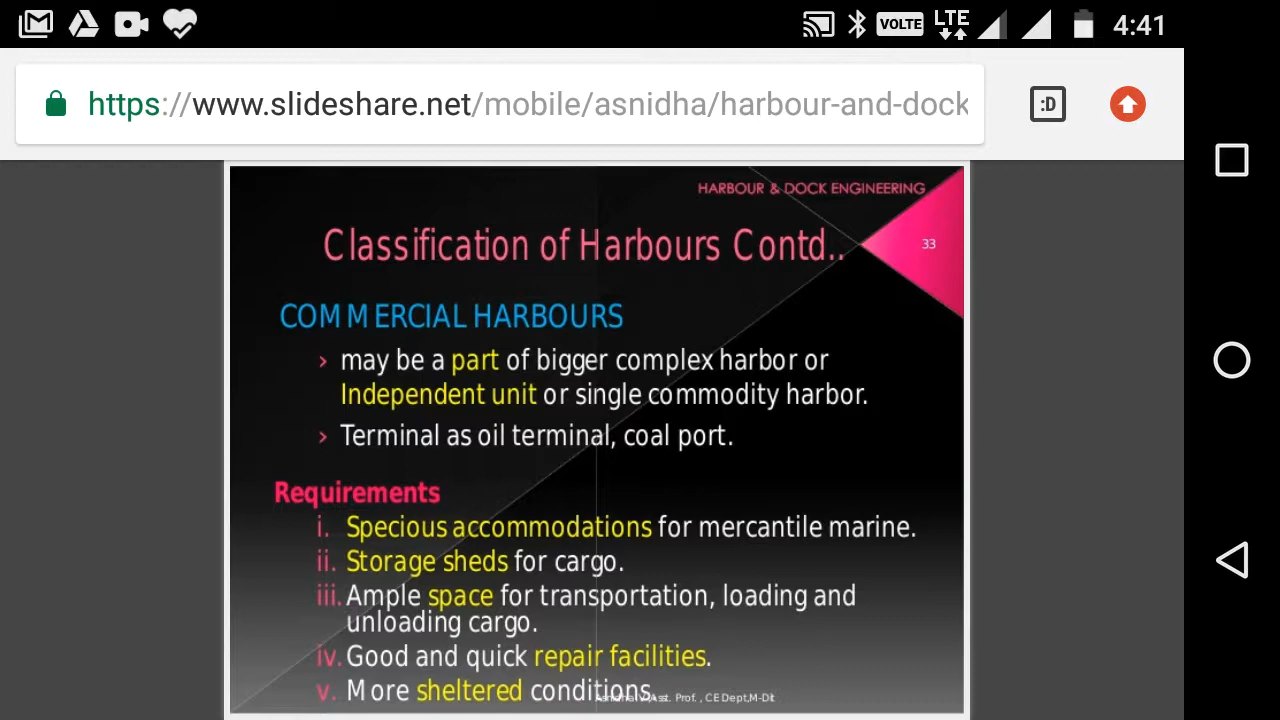 VOLTE LTE 4:41
https://www.slideshare.net/mobile/asnidha/harbour-and-dock
:D
HARBOUR & DOCK ENGINEERING
Classification of Harbours Contd..
33
COMMERCIAL HARBOURS
› may be a part of bigger complex harbor or
Independent unit or single commodity harbor.
› Terminal as oil terminal, coal port.
Requirements
i. Specious accommodations for mercantile marine.
ii. Storage sheds for cargo.
iii. Ample space for transportation, loading and
unloading cargo.
iv. Good and quick repair facilities.
v. More sheltered conditions.
Asst. Prof. , CE Dept,M-Dit